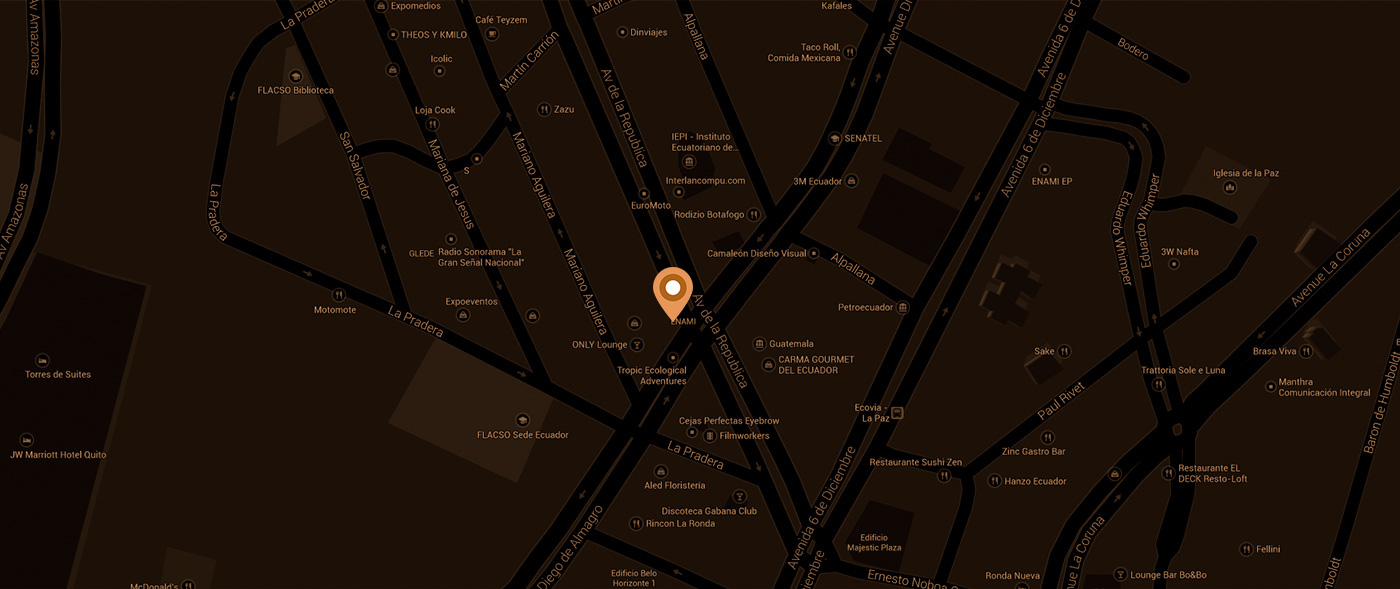 La Pradera
Expomedios
Martin
Kafales
Avenue Di
Avenida 6 de D
Av Amazonas
THEOS Y KMILO
Café Teyzem
Dinviajes
Alpallana
Taco Roll,
Comida Mexicana
Bodero
Icolic
Martín Carrión
FLACSO Biblioteca
Av de la Republica
Loja Cook
Zazu
Avenida 6 de Diciembre
San Salvador
Mariana de Jesus
Mariano Aguilera
IEPI - Instituto
Ecuatoriano de...
SENATEL
S
Interlancompu.com
3M Ecuador
ENAMI EP
Iglesia de la Paz
La Pradera
EuroMoto
Rodizio Botafogo
Eduardo Whimper
Eduardo Whimper
Av Amazonas
GLEDE
Radio Sonorama "La
Gran Señal Nacional"
Camaleón Diseño Visual
Alpallana
3W Nafta
Avenue La Coruna
Mariano Aguilera
Motomote
Expoeventos
La Pradera
ENAMI
Av de la Republica
Petroecuador
ONLY Lounge
Guatemala
CARMA GOURMET
DEL ECUADOR
Sake
Brasa Viva
Torres de Suites
Tropic Ecological
Adventures
Trattoria Sole e Luna
Manthra
Comunicación Integral
Paul Rivet
Baron de Humboldt
Ecovia -
La Paz
FLACSO Sede Ecuador
Cejas Perfectas Eyebrow
Filmworkers
JW Marriott Hotel Quito
La Pradera
Zinc Gastro Bar
Restaurante Sushi Zen
Hanzo Ecuador
Restaurante EL
DECK Resto-Loft
Aled Floristeria
Avenida 6 de Diciembre
Discoteca Gabana Club
Rincon La Ronda
Diego de Almagro
Edificio
Majestic Plaza
nue La Coruna
Fellini
Edificio Belo
Horizonte 1
iembre
Ernesto Noboa C
Ronda Nueva
Lounge Bar Bo&Bo
mboldt
McDonald's